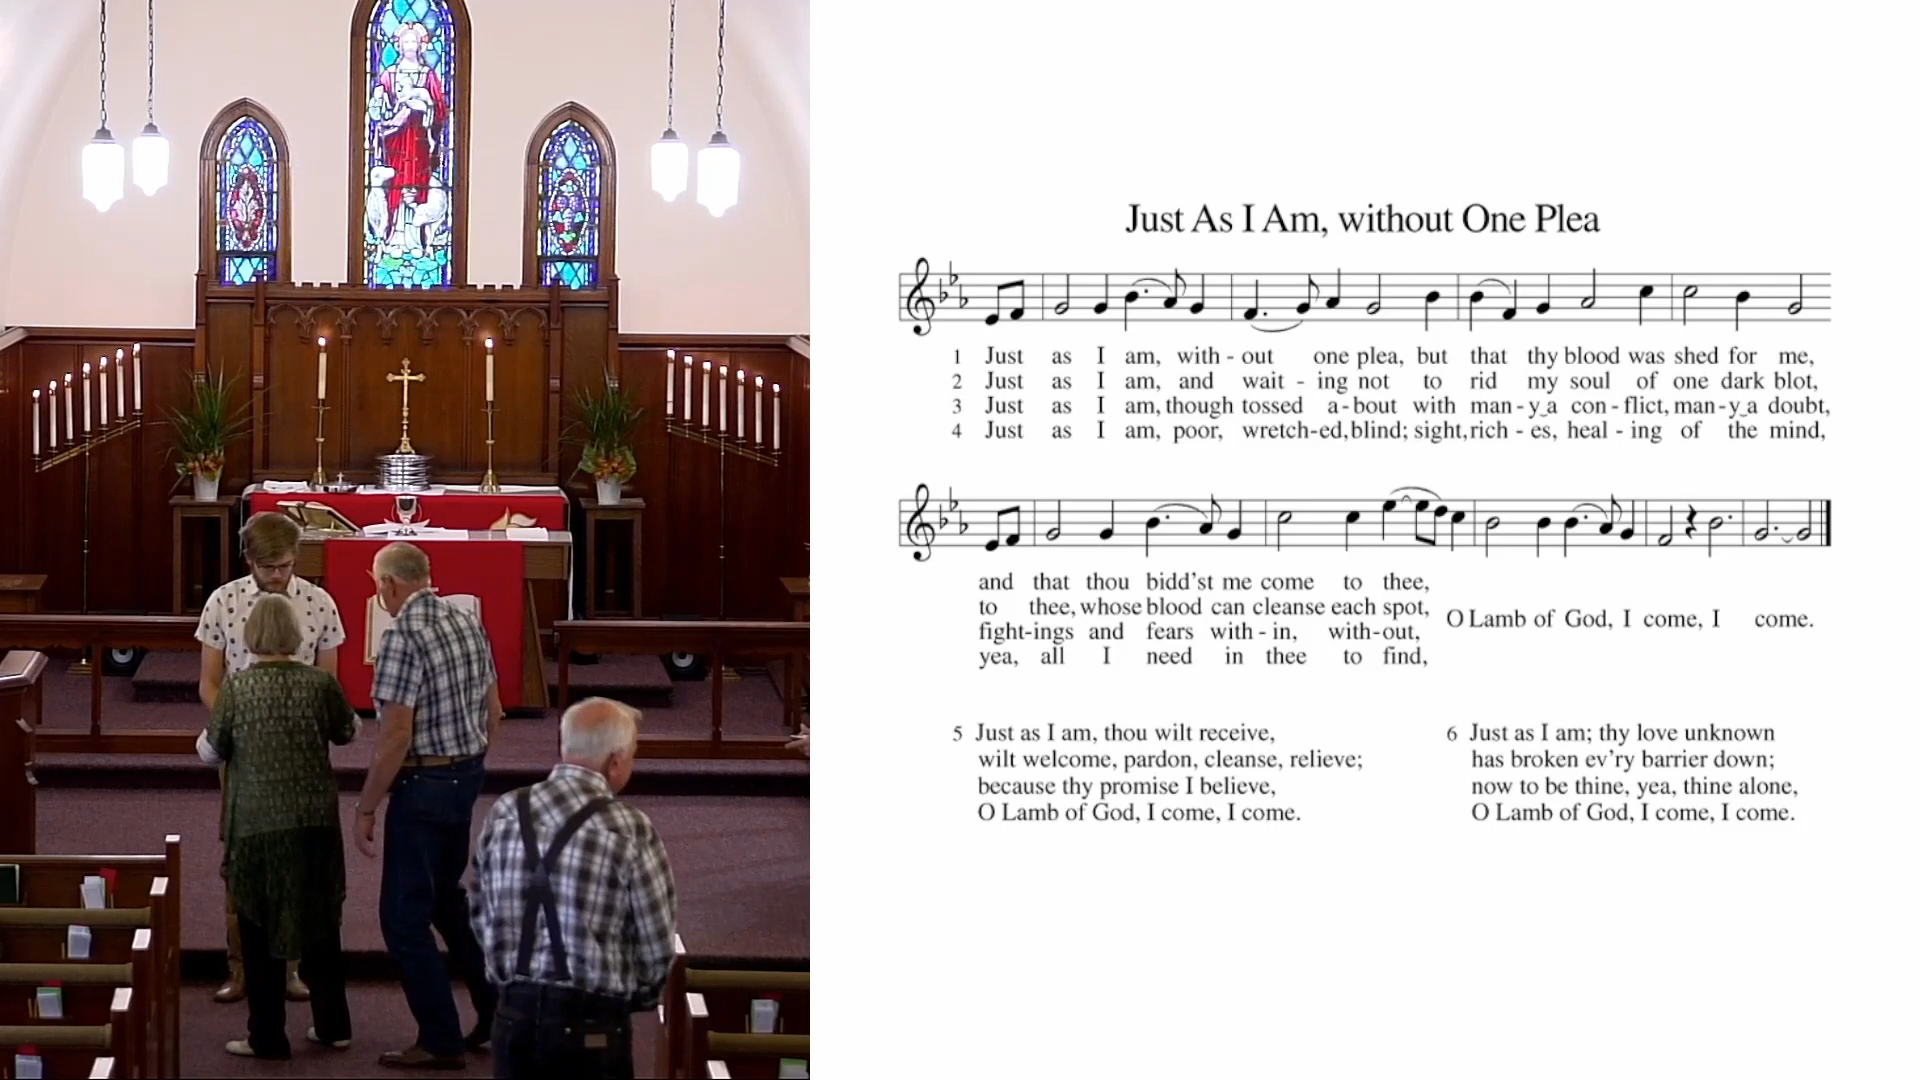 Just As I Am, without One Plea
1 Just as I am, with - out one plea, but that thy blood was shed for me,
2 Just as I am, and wait - ing not to rid my soul of one dark blot,
3 Just as I am, though tossed a - bout with man - y a con - flict, man - y a doubt,
4 Just as I am, poor, wretch - ed, blind; sight, rich - es, heal - ing of the mind,
and that thou bidd’st me come to thee,
to thee, whose blood can cleanse each spot,
fight-ings and fears with - in, with-out,
yea, all I need in thee to find,
O Lamb of God, I come, I come.
5 Just as I am, thou wilt receive,
wilt welcome, pardon, cleanse, relieve;
because thy promise I believe,
O Lamb of God, I come, I come.
6 Just as I am; thy love unknown
has broken ev’ry barrier down;
now to be thine, yea, thine alone,
O Lamb of God, I come, I come.